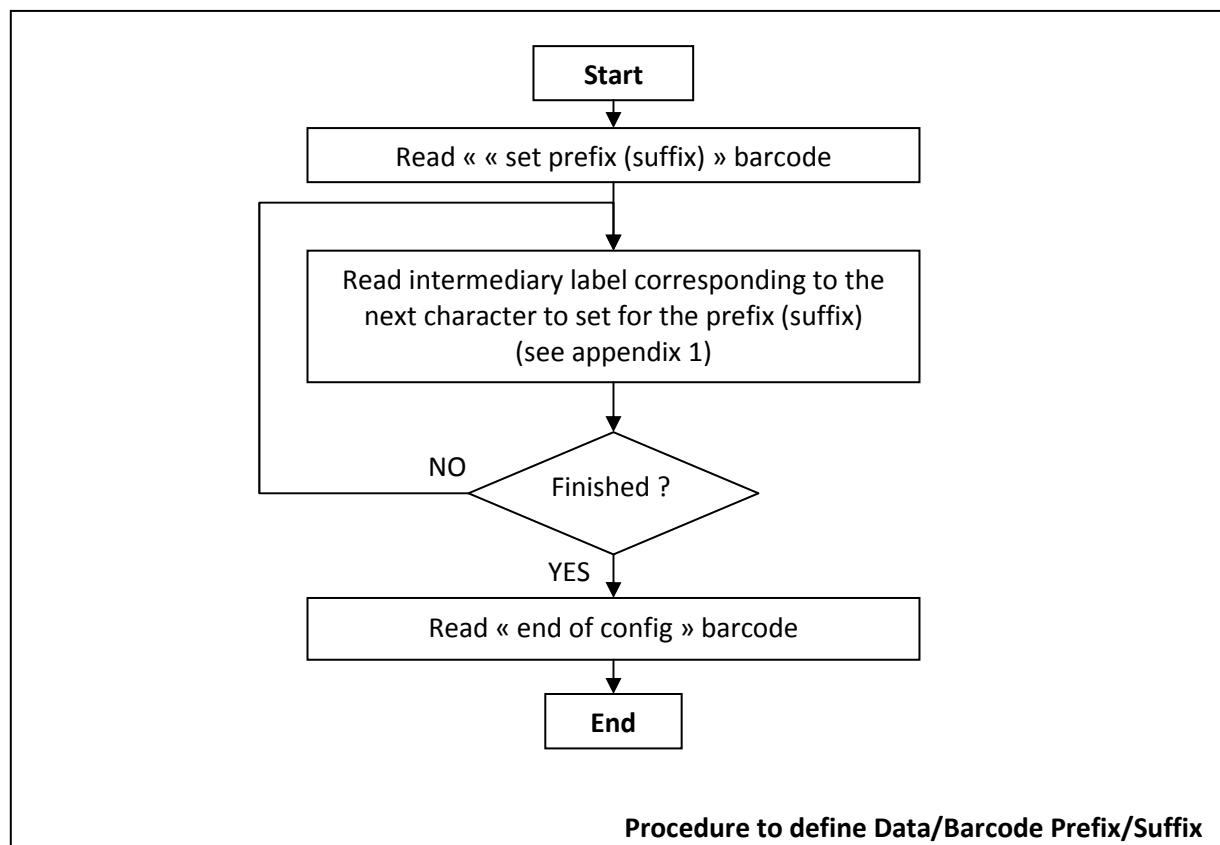 Start
Read « « set prefix (suffix) » barcode
Read intermediary label corresponding to the
next character to set for the prefix (suffix)
(see appendix 1)
NO
Finished ?
YES
Read « end of config » barcode
End
Procedure to define Data/Barcode Prefix/Suffix